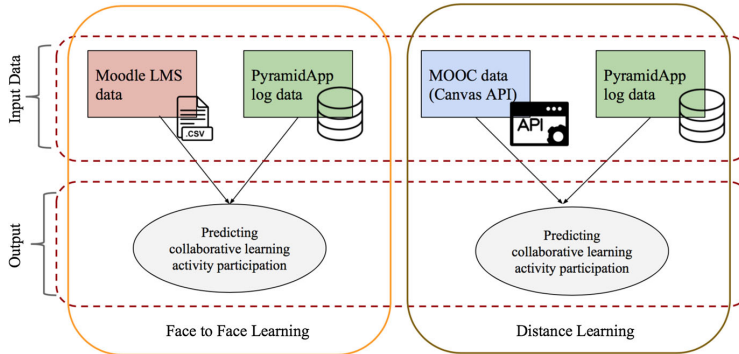 Input Data
Moodle LMS
data
.CSV
PyramidApp
log data
MOOC data
(Canvas API)
API
PyramidApp
log data
Output
Predicting
collaborative learning
activity participation
Predicting
collaborative learning
activity participation
Face to Face Learning
Distance Learning